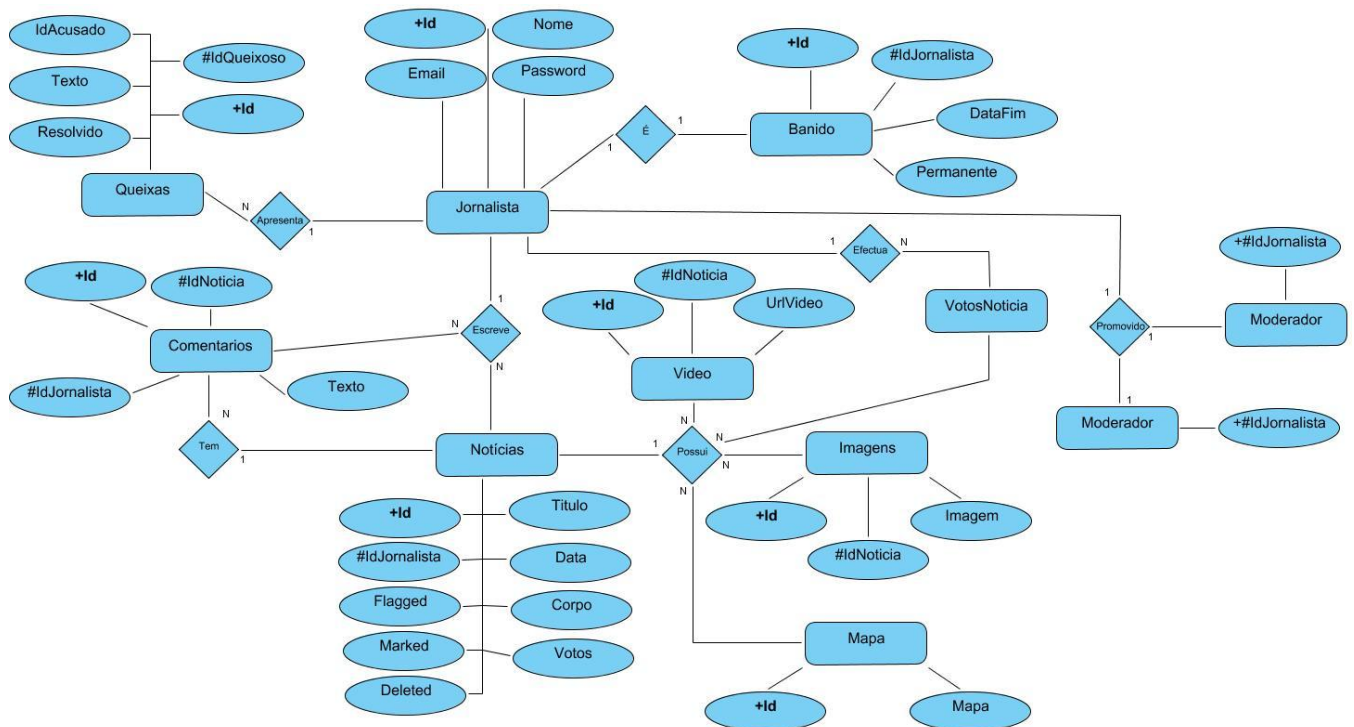 IdAcusado
#IdQueixoso
Texto
+Id
Resolvido
Queixas
+Id
Nome
Email
Password
Jornalista
+Id
#IdJornalista
DataFim
Permanente
Banido
1
É
1
N
Apresenta
1
1
Efectua
N
VotosNoticia
+#IdJornalista
Moderador
1
Promovido
1
1
Moderador
+#IdJornalista
+Id
#IdNoticia
Comentarios
#IdJornalista
Texto
1
N
Escreve
N
+Id
#IdNoticia
UrlVideo
Video
N
Tem
1
Notícias
1
N
Possui
N
N
N
Imagens
+Id
Imagem
#IdNoticia
+Id
Titulo
#IdJornalista
Data
Flagged
Corpo
Marked
Votos
Deleted
Mapa
+Id
Mapa